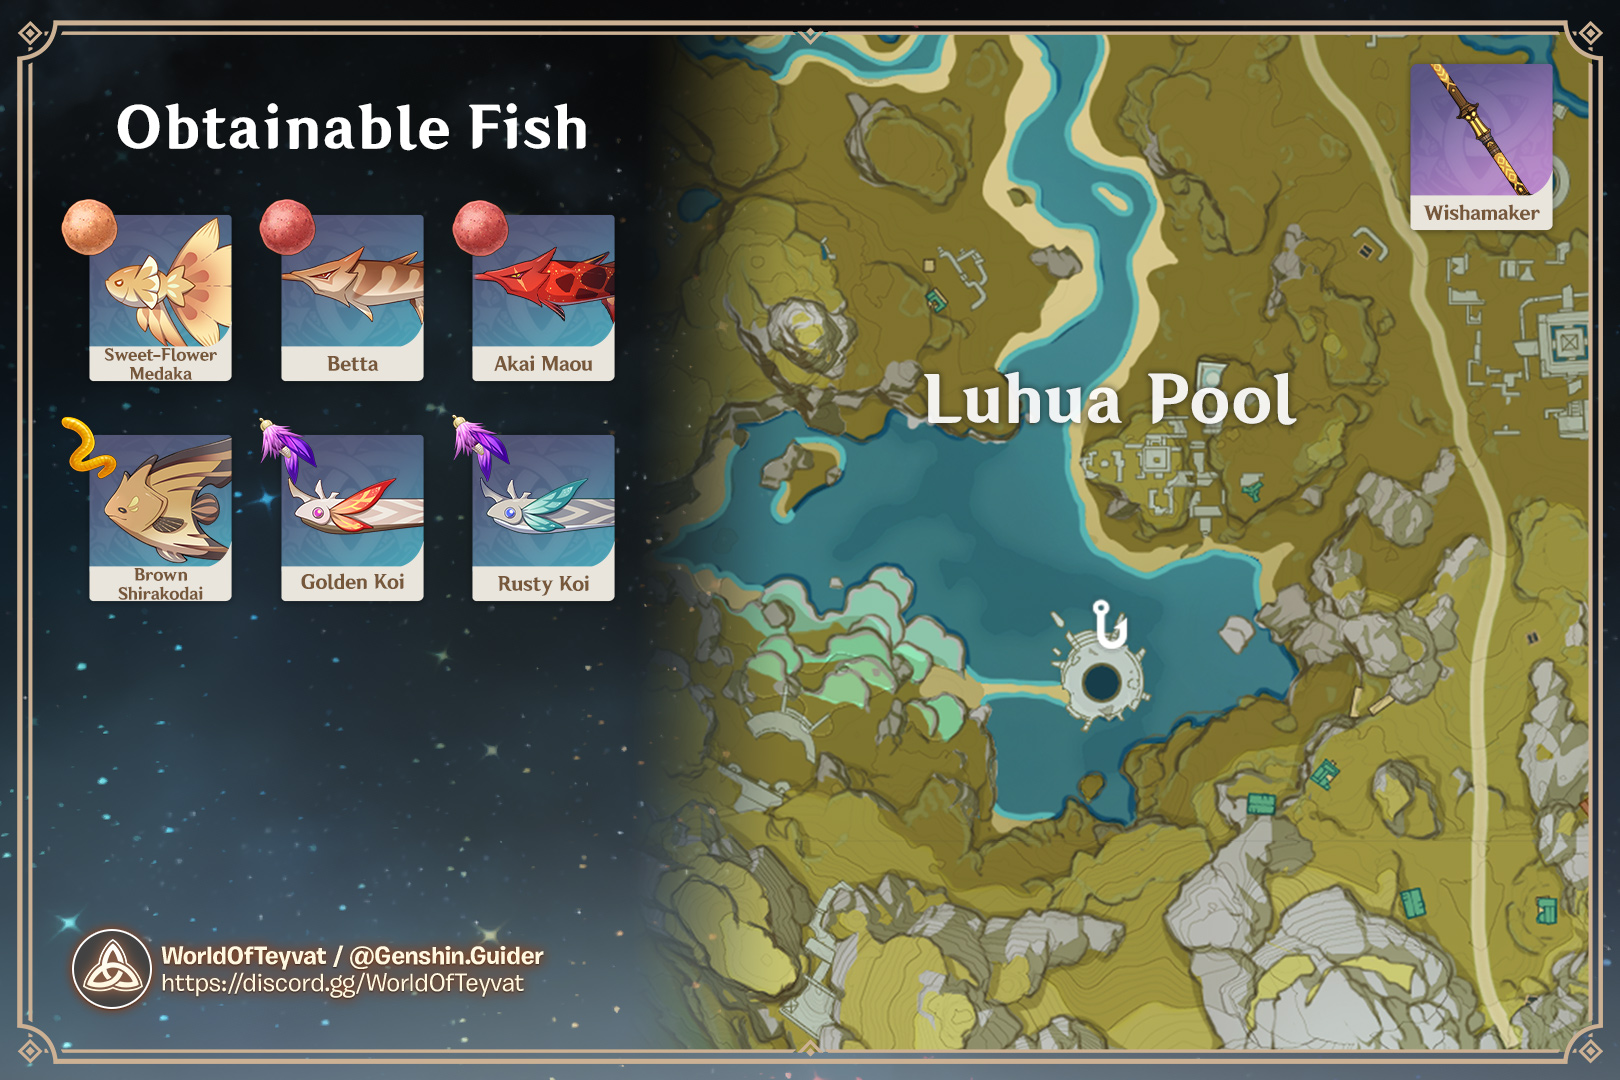 Obtainable Fish
Sweet-Flower
Medaka
Betta
Akai Maou
Brown
Shirakodai
Golden Koi
Rusty Koi
Luhua Pool
Wishamaker
WorldOfTeyvat / @Genshin.Guider
https://discord.gg/WorldOfTeyvat